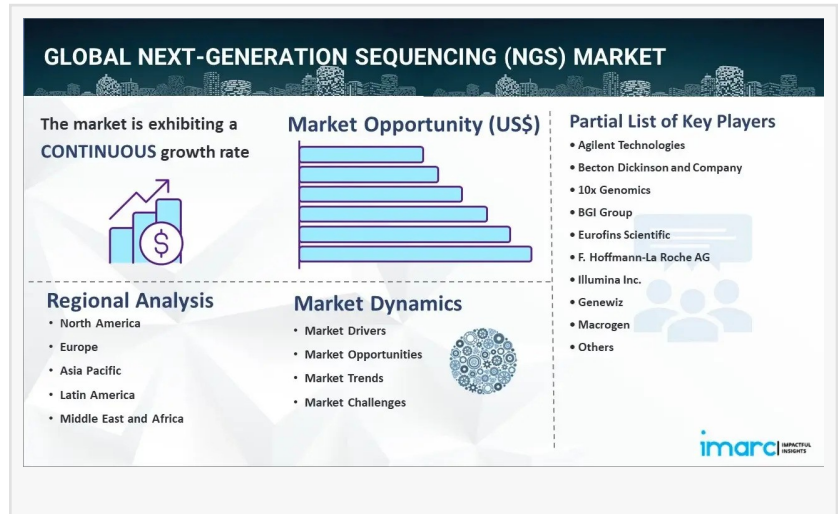 GLOBAL NEXT-GENERATION SEQUENCING (NGS) MARKET
The market is exhibiting a
CONTINUOUS growth rate
$
Market Opportunity (US$)
Regional Analysis
• North America
• Europe
• Asia Pacific
• Latin America
• Middle East and Africa
Market Dynamics
• Market Drivers
• Market Opportunities
• Market Trends
• Market Challenges
Partial List of Key Players
• Agilent Technologies
• Becton Dickinson and Company
• 10x Genomics
• BGI Group
• Eurofins Scientific
• F. Hoffmann-La Roche AG
• Illumina Inc.
• Genewiz
• Macrogen
• Others
imarc
IMPACTFUL
INSIGHTS